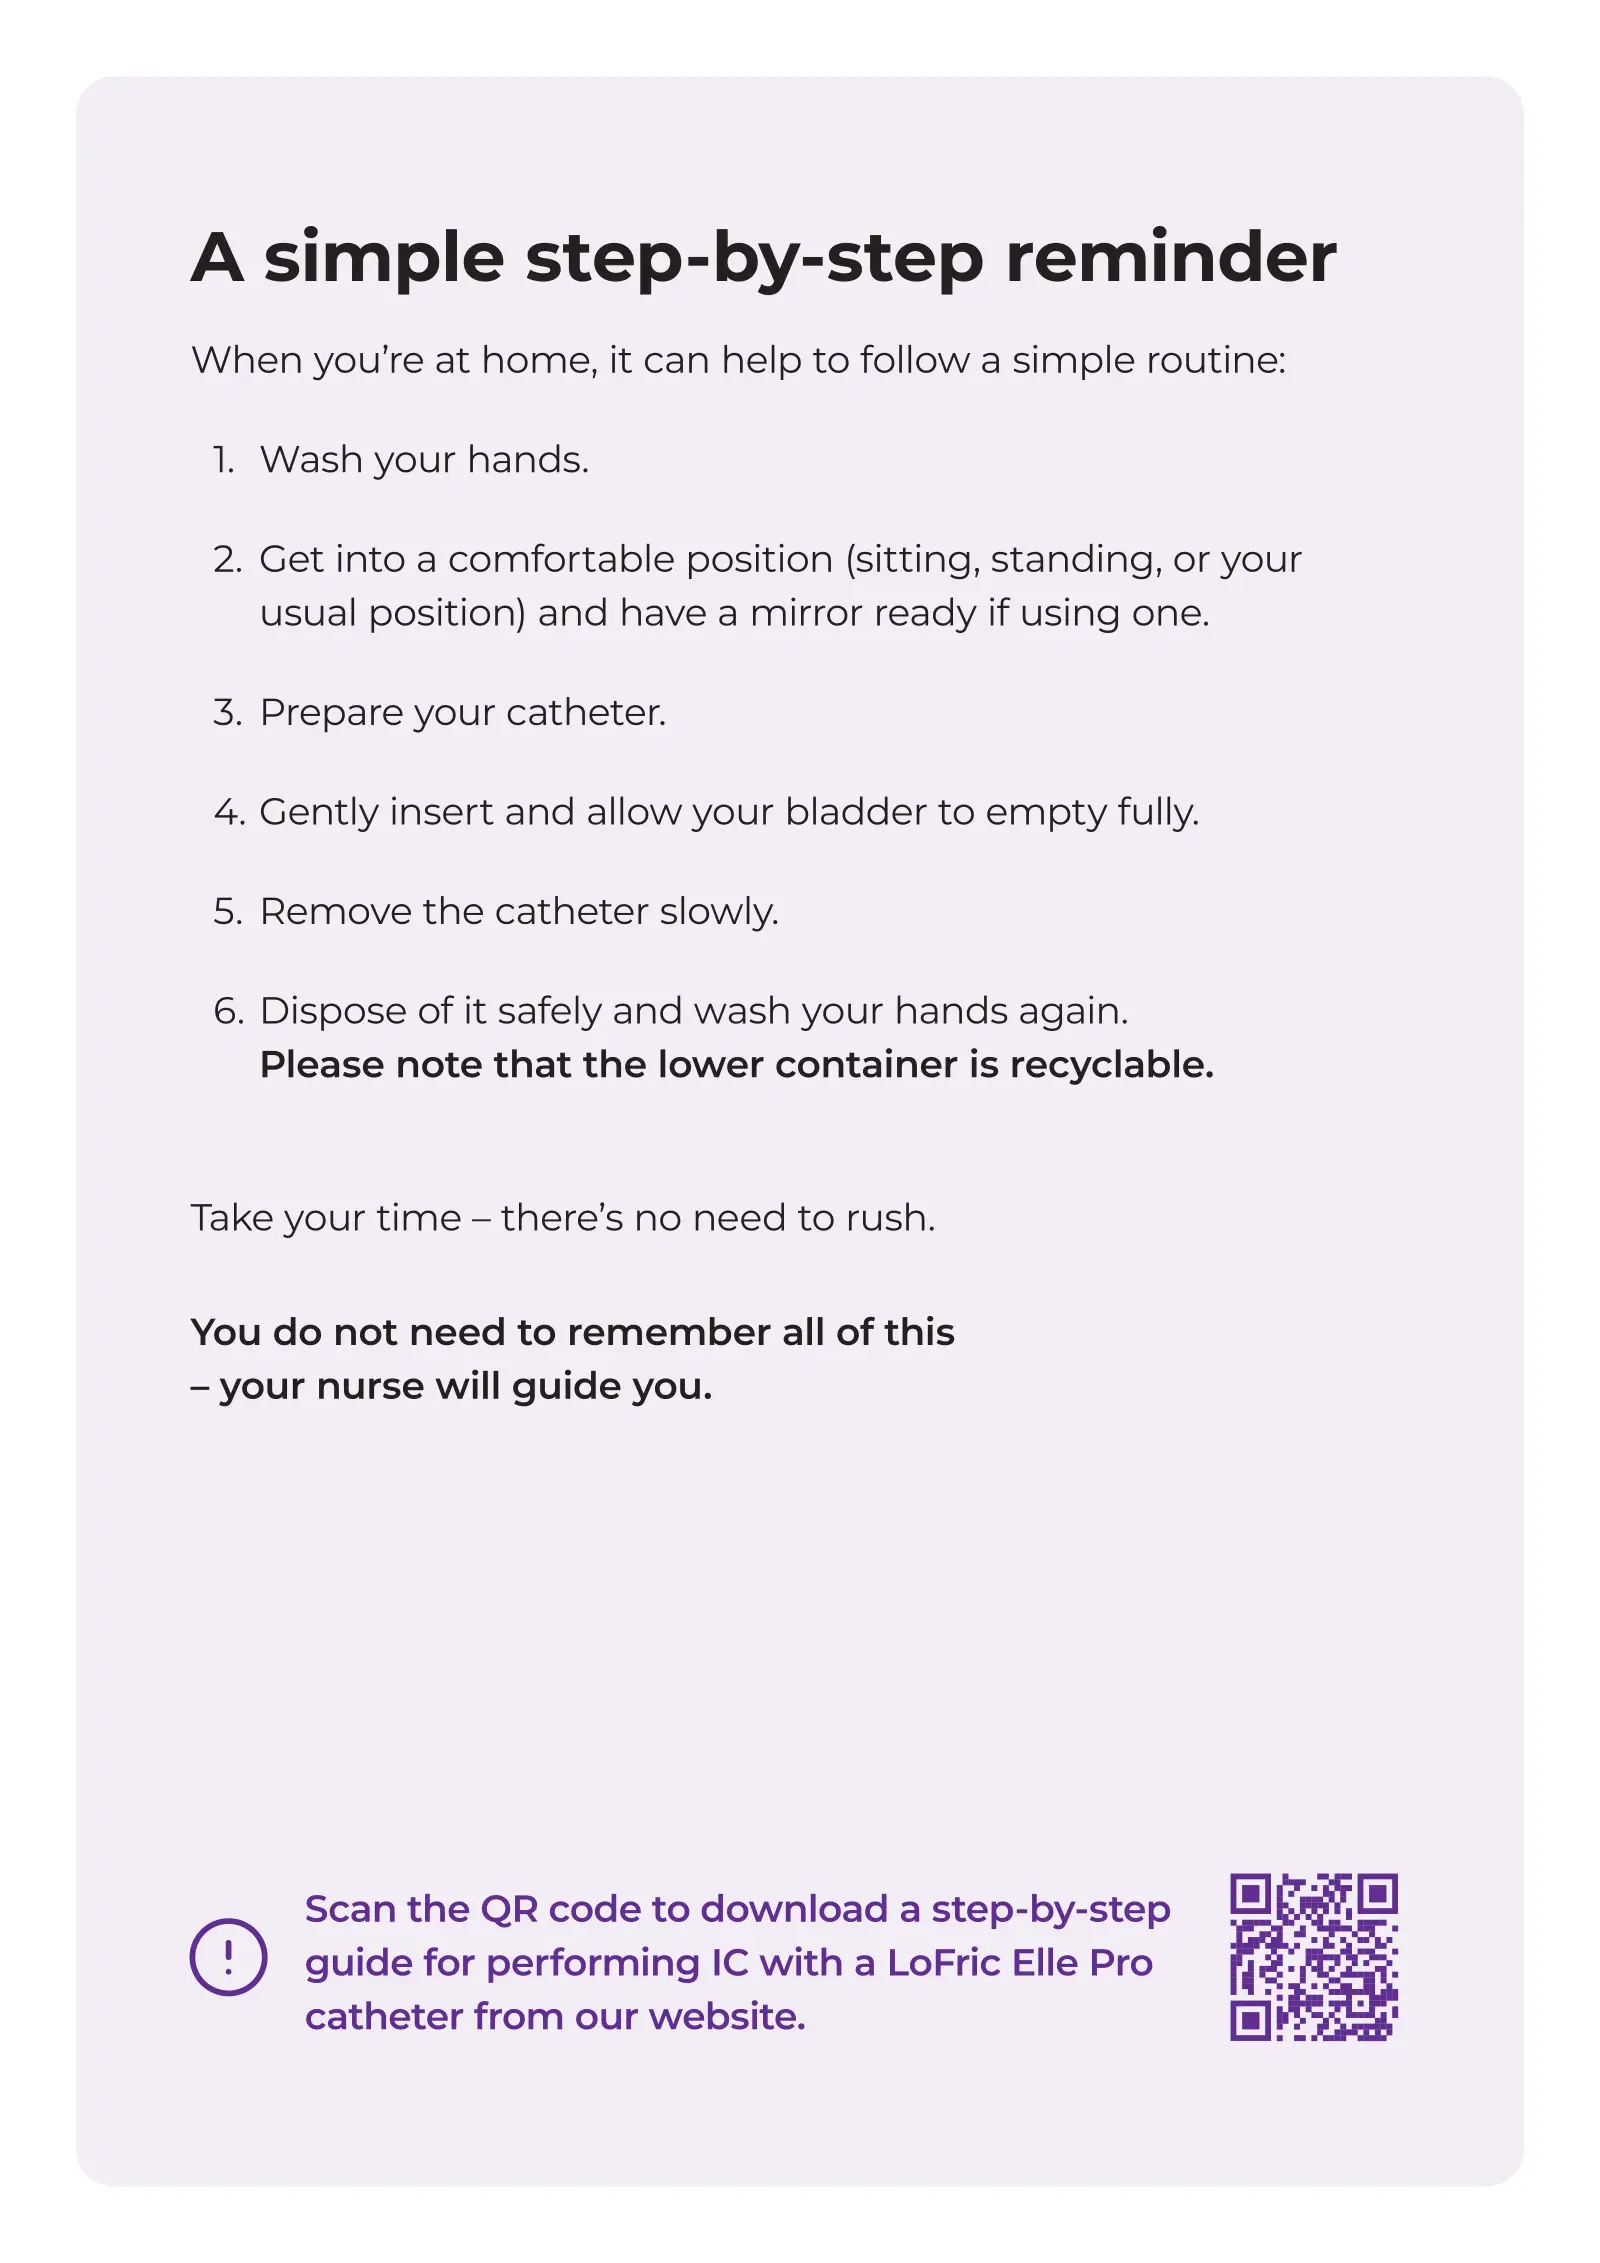 A simple step-by-step reminder
When you’re at home, it can help to follow a simple routine:
1. Wash your hands.
2. Get into a comfortable position (sitting, standing, or your
usual position) and have a mirror ready if using one.
3. Prepare your catheter.
4. Gently insert and allow your bladder to empty fully.
5. Remove the catheter slowly.
6. Dispose of it safely and wash your hands again.
Please note that the lower container is recyclable.
Take your time – there’s no need to rush.
You do not need to remember all of this
– your nurse will guide you.
Scan the QR code to download a step-by-step
guide for performing IC with a LoFric Elle Pro
catheter from our website.